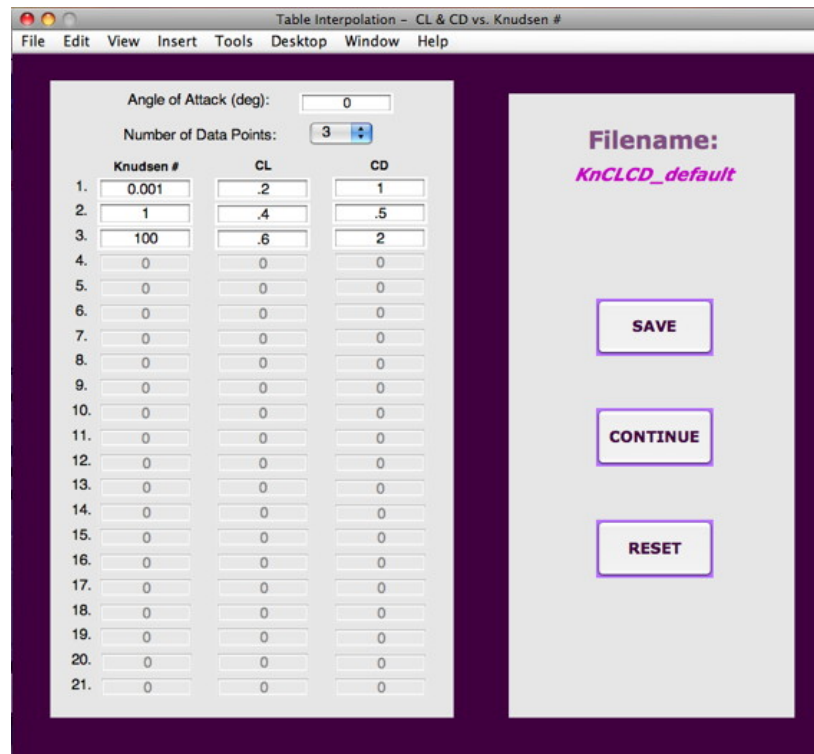 Table Interpolation - CL & CD vs. Knudsen #
File Edit View Insert Tools Desktop Window Help
Angle of Attack (deg): 0
Number of Data Points: 3
Knudsen # CL CD
1. 0.001 .2 1
2. 1 .4 .5
3. 100 .6 2
4. 0 0 0
5. 0 0 0
6. 0 0 0
7. 0 0 0
8. 0 0 0
9. 0 0 0
10. 0 0 0
11. 0 0 0
12. 0 0 0
13. 0 0 0
14. 0 0 0
15. 0 0 0
16. 0 0 0
17. 0 0 0
18. 0 0 0
19. 0 0 0
20. 0 0 0
21. 0 0 0
Filename:
KnCLCD_default
SAVE
CONTINUE
RESET